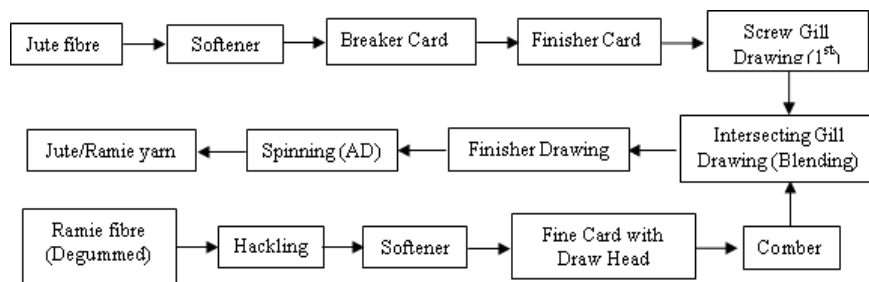 Jute fibre
Softener
Breaker Card
Finisher Card
Screw Gill
Drawing (1st)
Jute/Ramie yarn
Spinning (AD)
Finisher Drawing
Intersecting Gill
Drawing (Blending)
Ramie fibre
(Degummed)
Hackling
Softener
Fine Card with
Draw Head
Comber